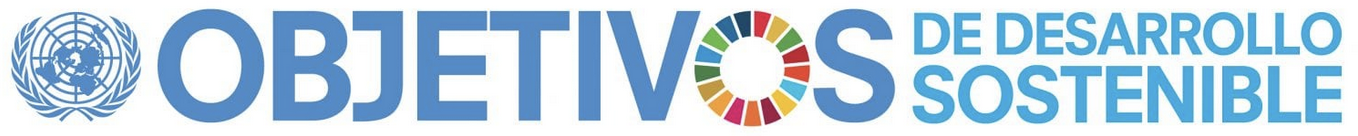 OBJETIVOS
DE DESARROLLO
SOSTENIBLE